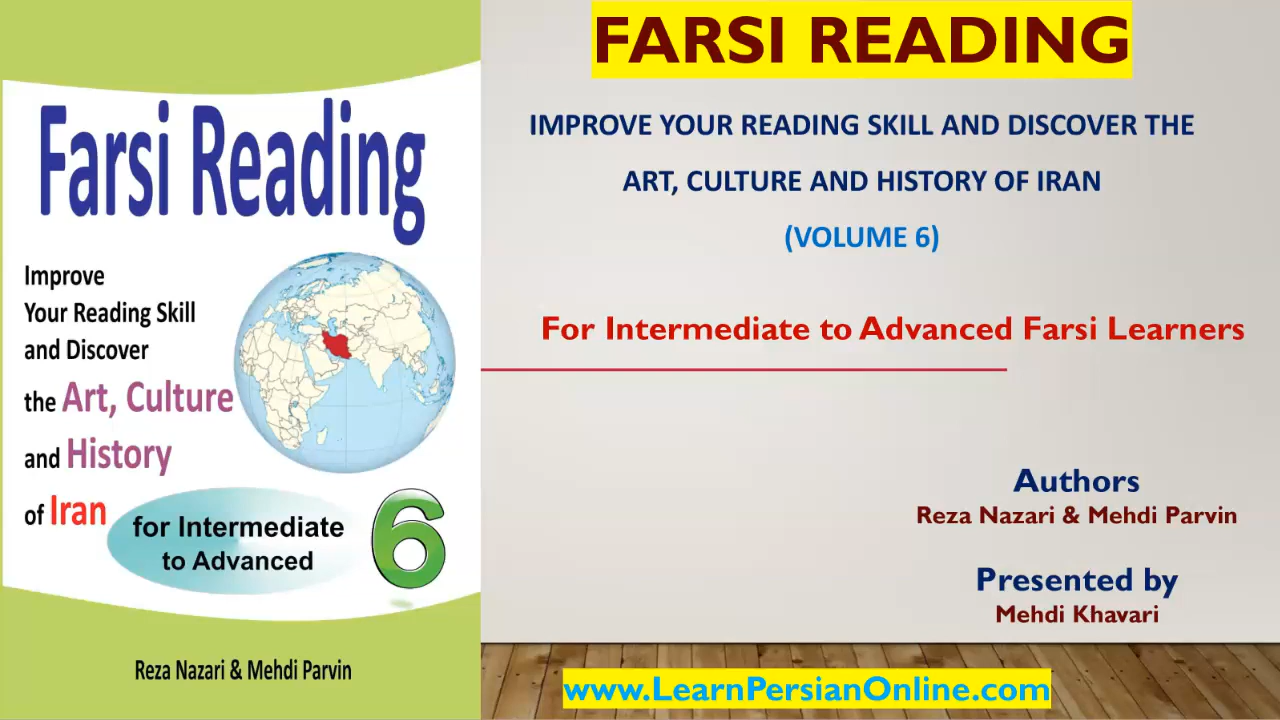 Farsi Reading
Improve
Your Reading Skill
and Discover
the Art, Culture
and History
of Iran
for Intermediate
to Advanced
6
Reza Nazari & Mehdi Parvin
FARSI READING
IMPROVE YOUR READING SKILL AND DISCOVER THE
ART, CULTURE AND HISTORY OF IRAN
(VOLUME 6)
For Intermediate to Advanced Farsi Learners
Authors
Reza Nazari & Mehdi Parvin
Presented by
Mehdi Khavari
www.LearnPersianOnline.com